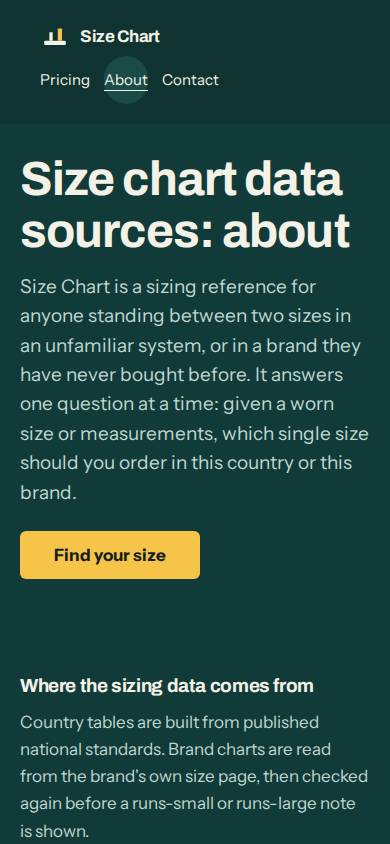 Size Chart
Pricing About Contact
Size chart data
sources: about
Size Chart is a sizing reference for
anyone standing between two sizes in
an unfamiliar system, or in a brand they
have never bought before. It answers
one question at a time: given a worn
size or measurements, which single size
should you order in this country or this
brand.
Find your size
Where the sizing data comes from
Country tables are built from published
national standards. Brand charts are read
from the brand's own size page, then checked
again before a runs-small or runs-large note
is shown.